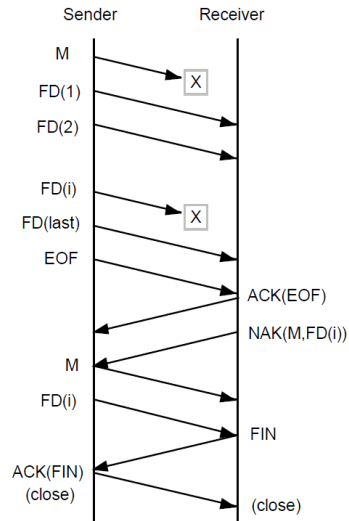 Sender Receiver
M
X
FD(1)
FD(2)
FD(i)
X
FD(last)
EOF
ACK(EOF)
NAK(M,FD(i))
M
FD(i)
FIN
ACK(FIN)
(close)
(close)